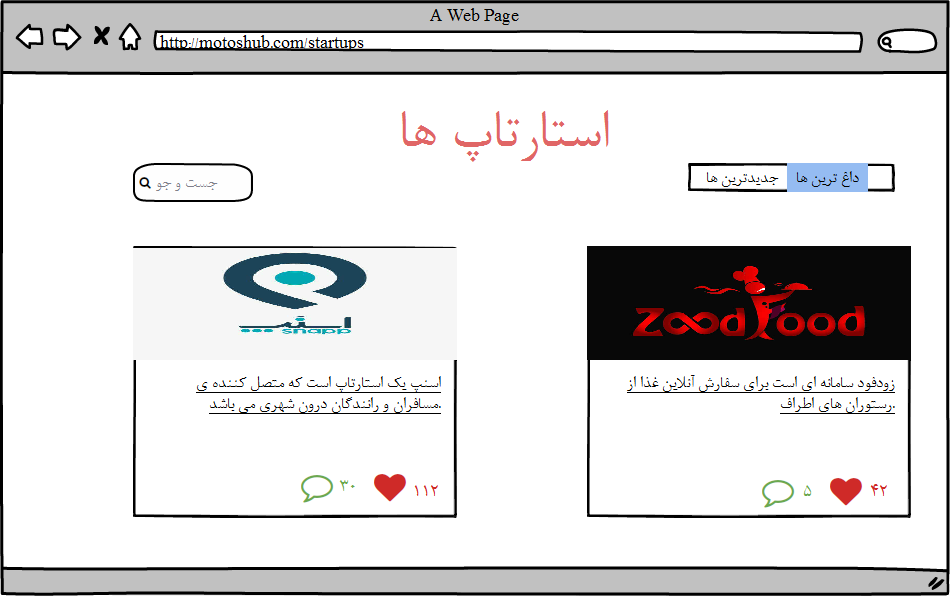 A Web Page
http://motoshub.com/startups
استارتاپ ها
داغ ترین ها
جدیدترین ها
جست و جو
ZoodFood
زودفود سامانه ای است برای سفارش آنلاین غذا از
رستوران های اطراف.
۴۲
۵
اسنپ
snapp
اسنپ یک استارتاپ است که متصل کننده ی
مسافران و رانندگان درون شهری می باشد.
۱۱۲
۳۰